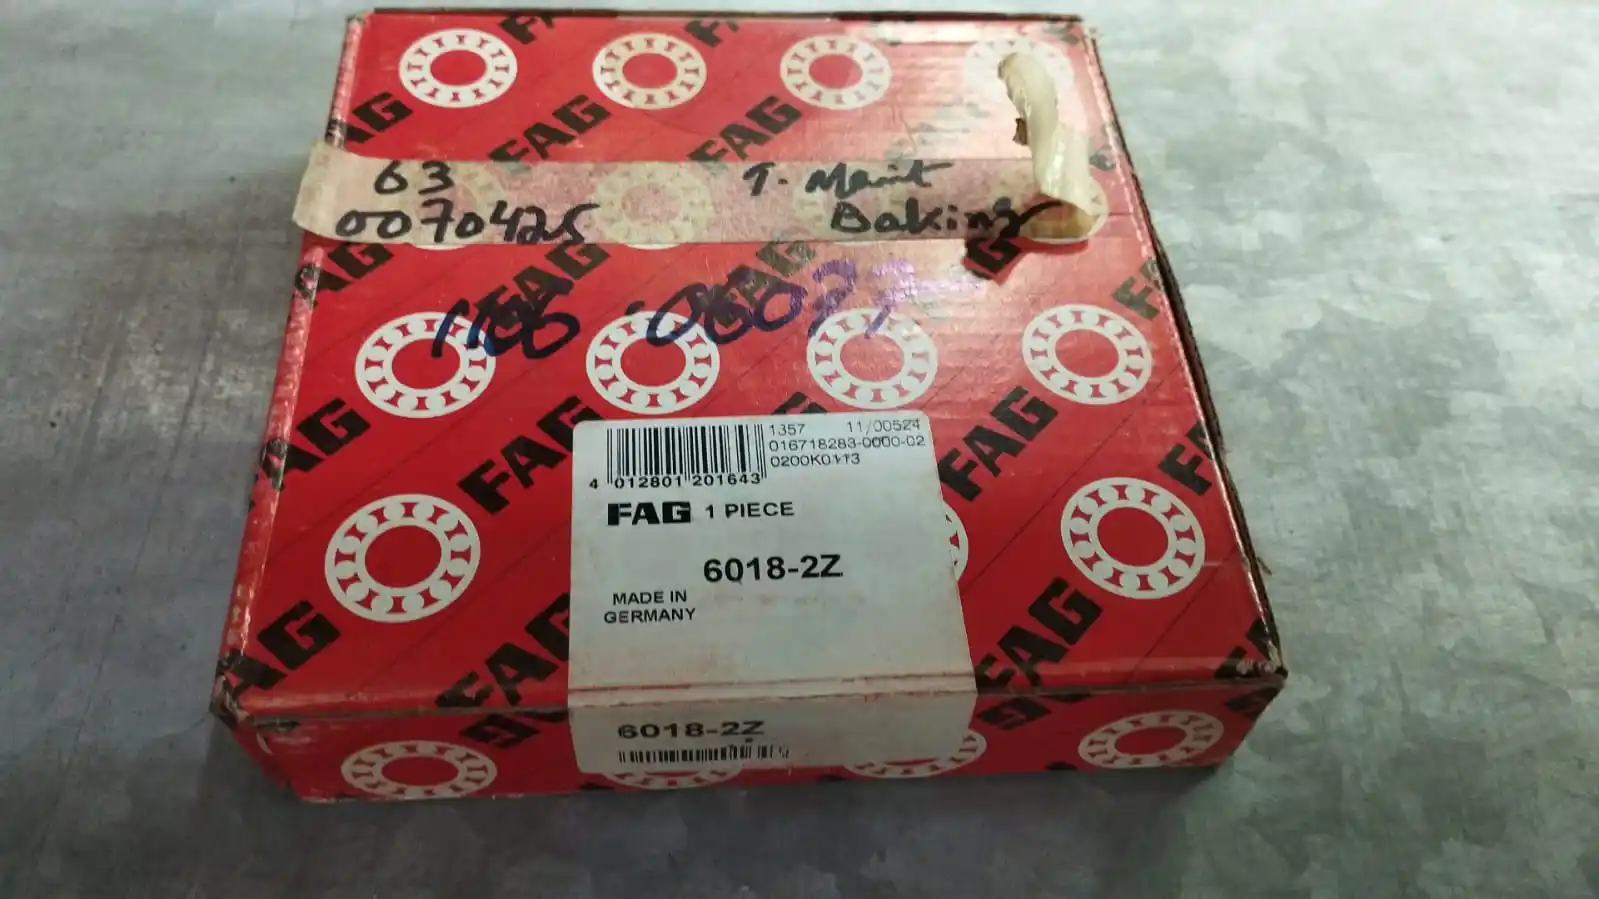 FAG
63
0070425
T. Merit
Baking
1357 11/00524
016718283-0000-02
0200K0113
4 012801 201643
FAG 1 PIECE
6018-2Z
MADE IN
GERMANY
6018-2Z